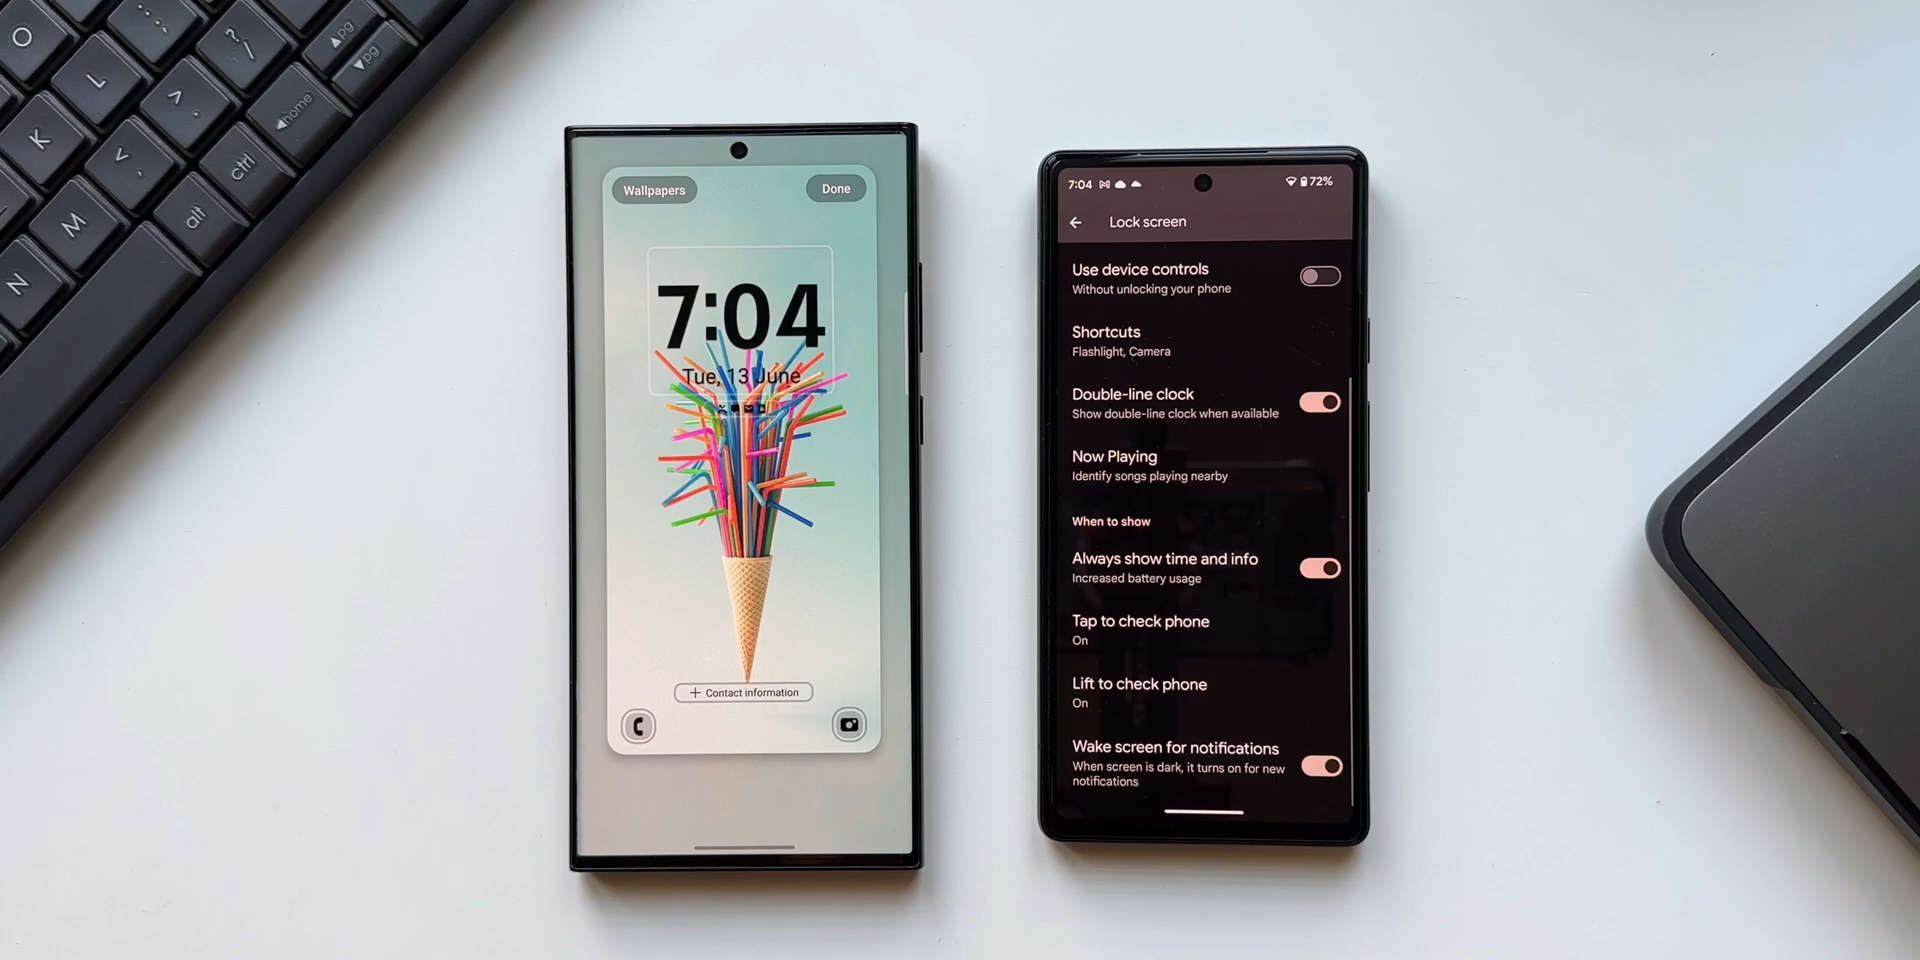 O
L
K
M
N
?
/
>
.
<
,
▲pg
▼pg
◀home
ctrl
alt
Wallpapers
Done
7:04
Tue, 13 June
+ Contact information
7:04
72%
← Lock screen
Use device controls
Without unlocking your phone
Shortcuts
Flashlight, Camera
Double-line clock
Show double-line clock when available
Now Playing
Identify songs playing nearby
When to show
Always show time and info
Increased battery usage
Tap to check phone
On
Lift to check phone
On
Wake screen for notifications
When screen is dark, it turns on for new
notifications